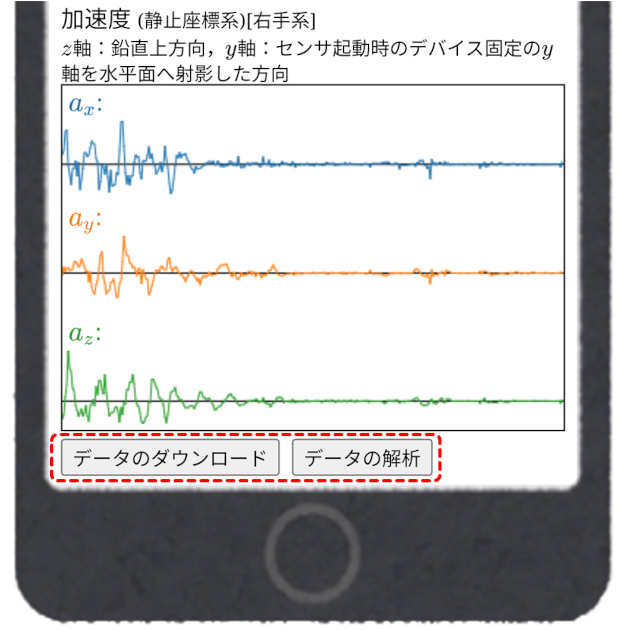 加速度 (静止座標系)[右手系]
z軸：鉛直上方向，y軸：センサ起動時のデバイス固定のy
軸を水平面へ射影した方向
a_x:
a_y:
a_z:
データのダウンロード データの解析